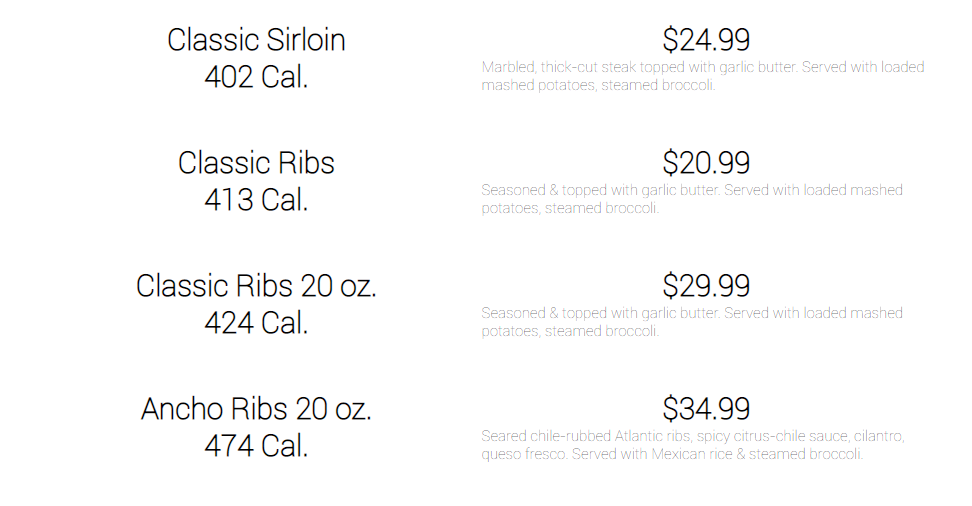 Classic Sirloin
402 Cal.
$24.99
Marbled, thick-cut steak topped with garlic butter. Served with loaded
mashed potatoes, steamed broccoli.
Classic Ribs
413 Cal.
$20.99
Seasoned & topped with garlic butter. Served with loaded mashed
potatoes, steamed broccoli.
Classic Ribs 20 oz.
424 Cal.
$29.99
Seasoned & topped with garlic butter. Served with loaded mashed
potatoes, steamed broccoli.
Ancho Ribs 20 oz.
474 Cal.
$34.99
Seared chile-rubbed Atlantic ribs, spicy citrus-chile sauce, cilantro,
queso fresco. Served with Mexican rice & steamed broccoli.